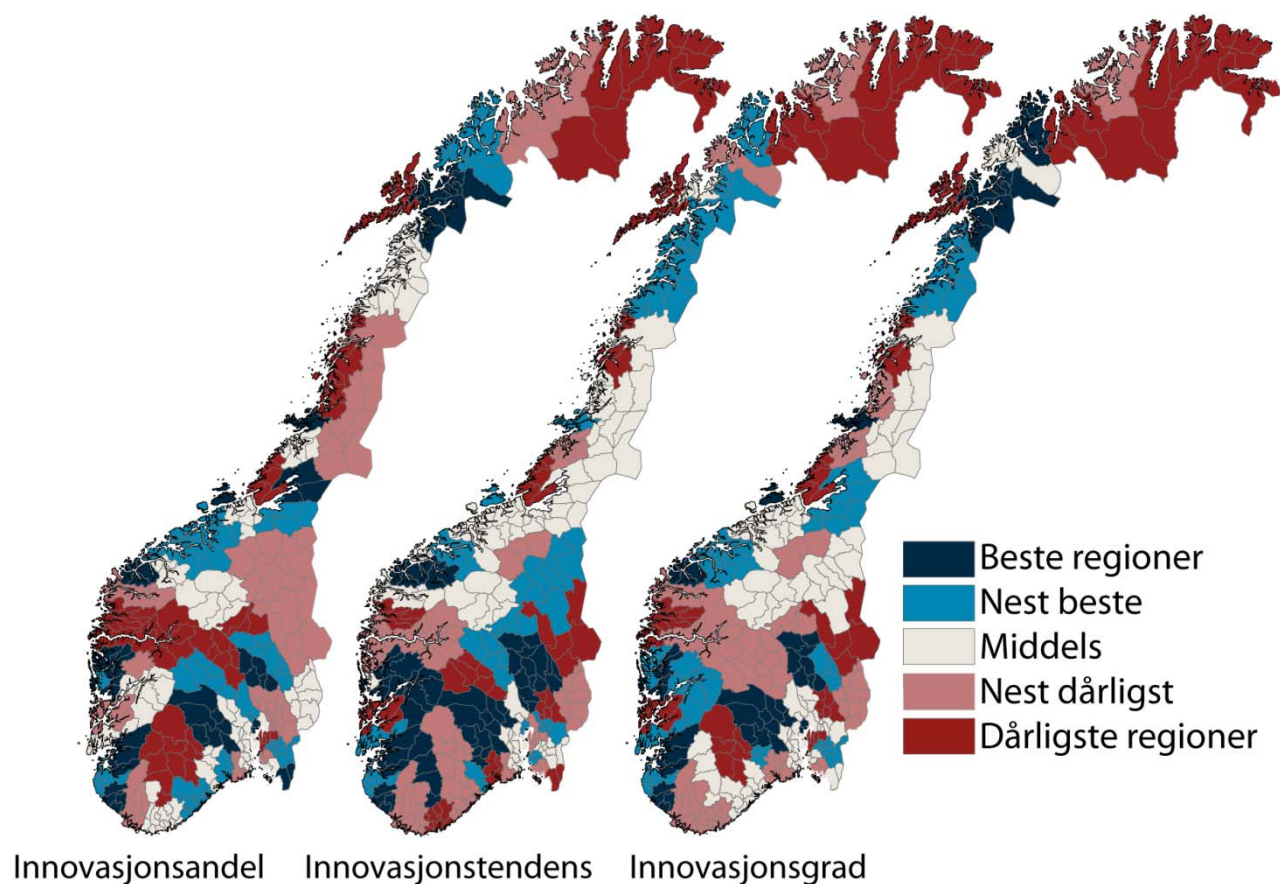 Beste regioner
Nest beste
Middels
Nest dårligst
Dårligste regioner
Innovasjonsandel
Innovasjonstendens
Innovasjonsgrad